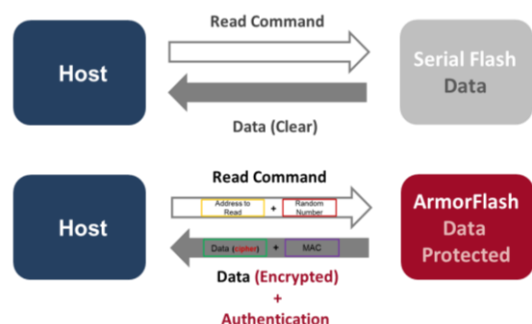 Read Command
Host
Serial Flash
Data
Data (Clear)
Read Command
Address to
Read
+
Random
Number
Host
ArmorFlash
Data
Protected
Data (cipher)
+
MAC
Data (Encrypted)
+
Authentication